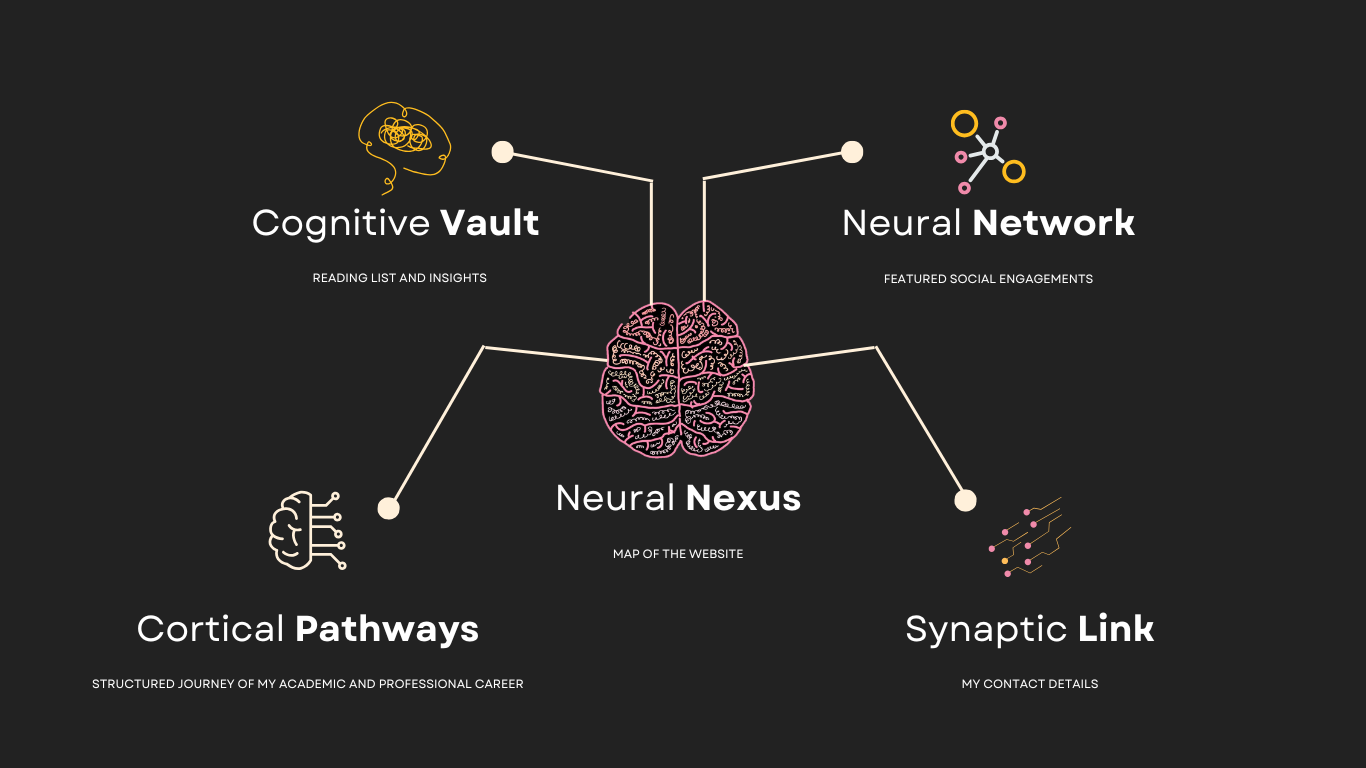 Cognitive Vault
READING LIST AND INSIGHTS
Neural Network
FEATURED SOCIAL ENGAGEMENTS
Neural Nexus
MAP OF THE WEBSITE
Cortical Pathways
STRUCTURED JOURNEY OF MY ACADEMIC AND PROFESSIONAL CAREER
Synaptic Link
MY CONTACT DETAILS